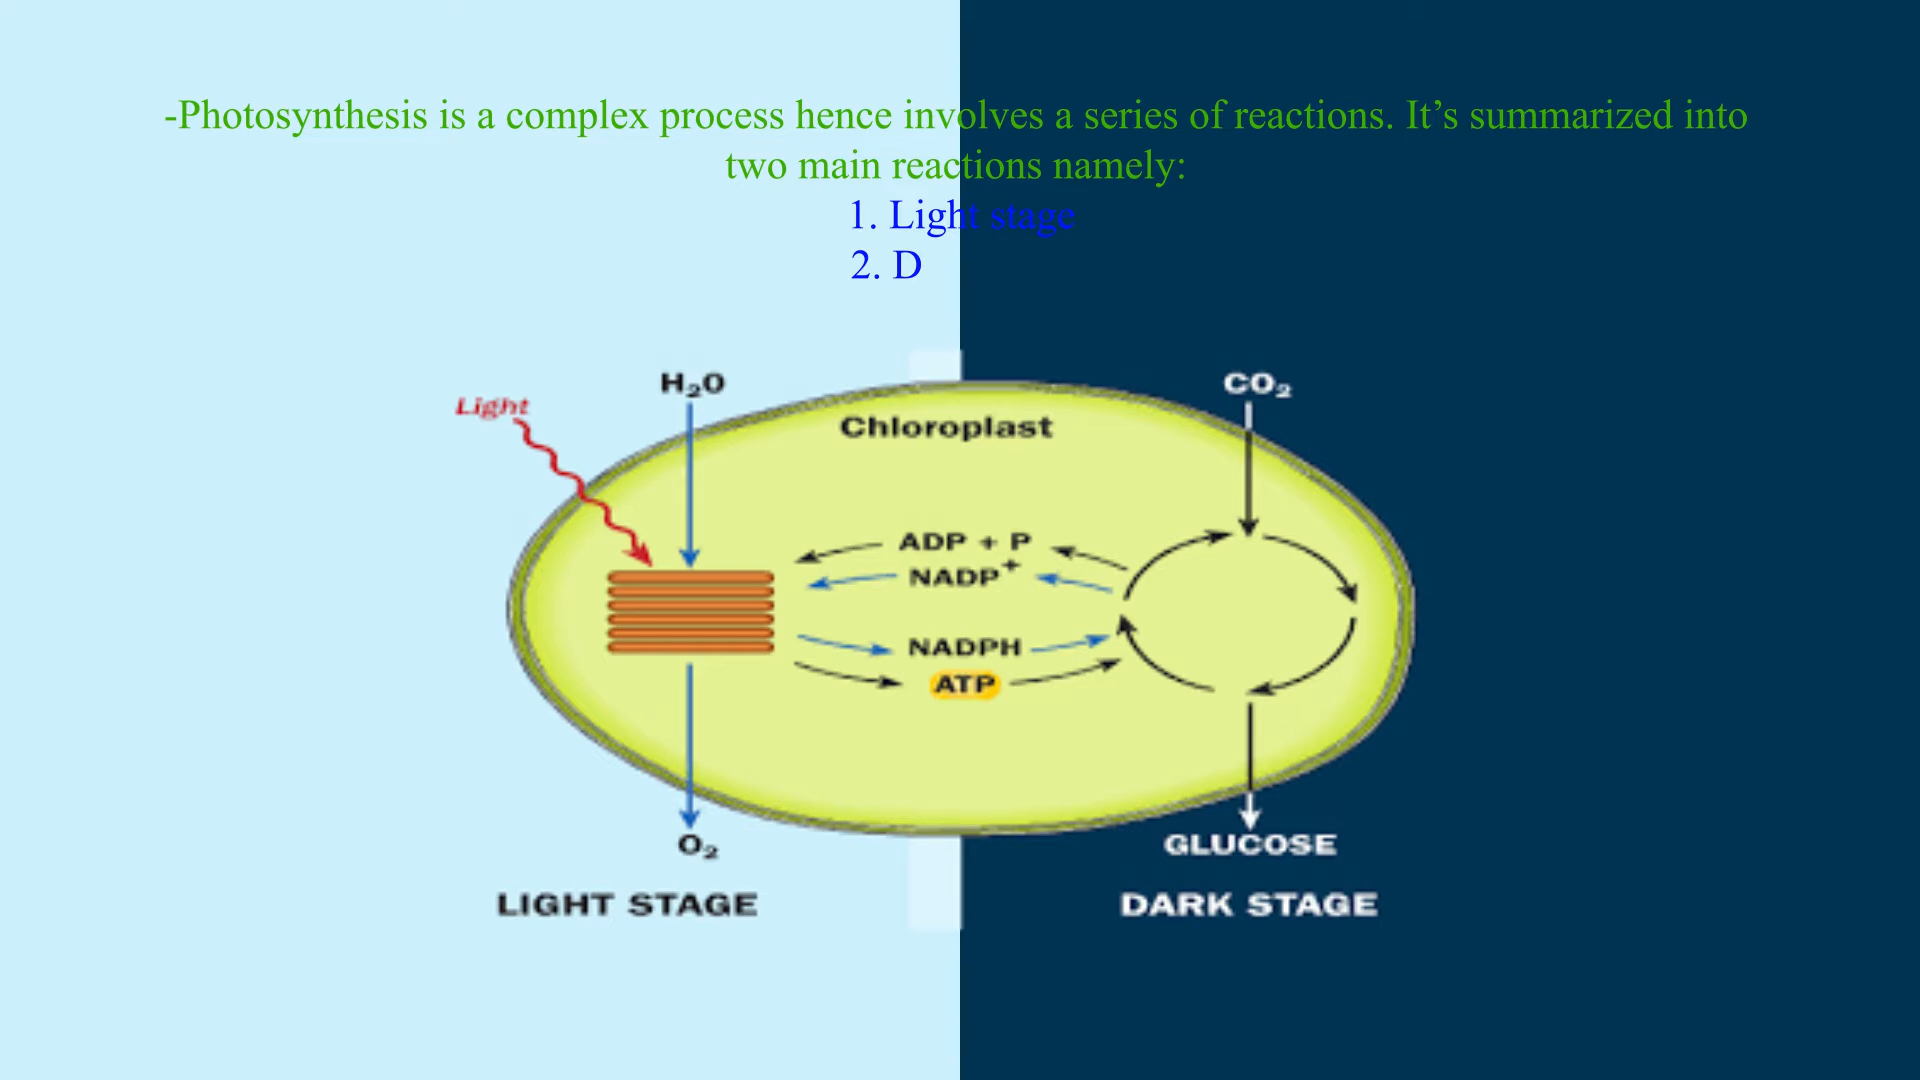 -Photosynthesis is a complex process hence involves a series of reactions. It’s summarized into
two main reactions namely:
1. Light stage
2. D
Light
H₂O
CO₂
Chloroplast
ADP + P
NADP⁺
NADPH
ATP
O₂
GLUCOSE
LIGHT STAGE
DARK STAGE